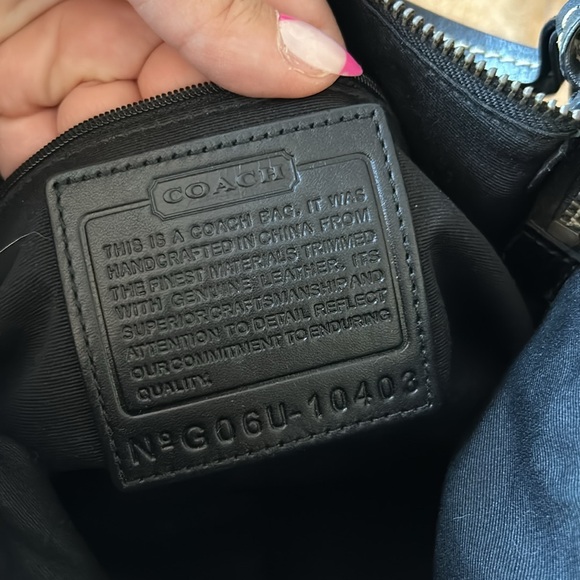 COACH
THIS IS A COACH BAG. IT WAS
HANDCRAFTED IN CHINA FROM
THE FINEST MATERIALS TRIMMED
WITH GENUINE LEATHER. ITS
SUPERIOR CRAFTSMANSHIP AND
ATTENTION TO DETAIL REFLECT
OUR COMMITMENT TO ENDURING
QUALITY.
Nº G06U-10403